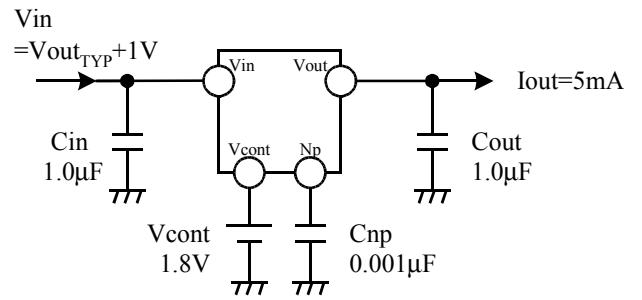 Vin
=VoutTYP+1V
Vin
Vout
Iout=5mA
Cin
1.0µF
Vcont
Np
Cout
1.0µF
Vcont
1.8V
Cnp
0.001µF